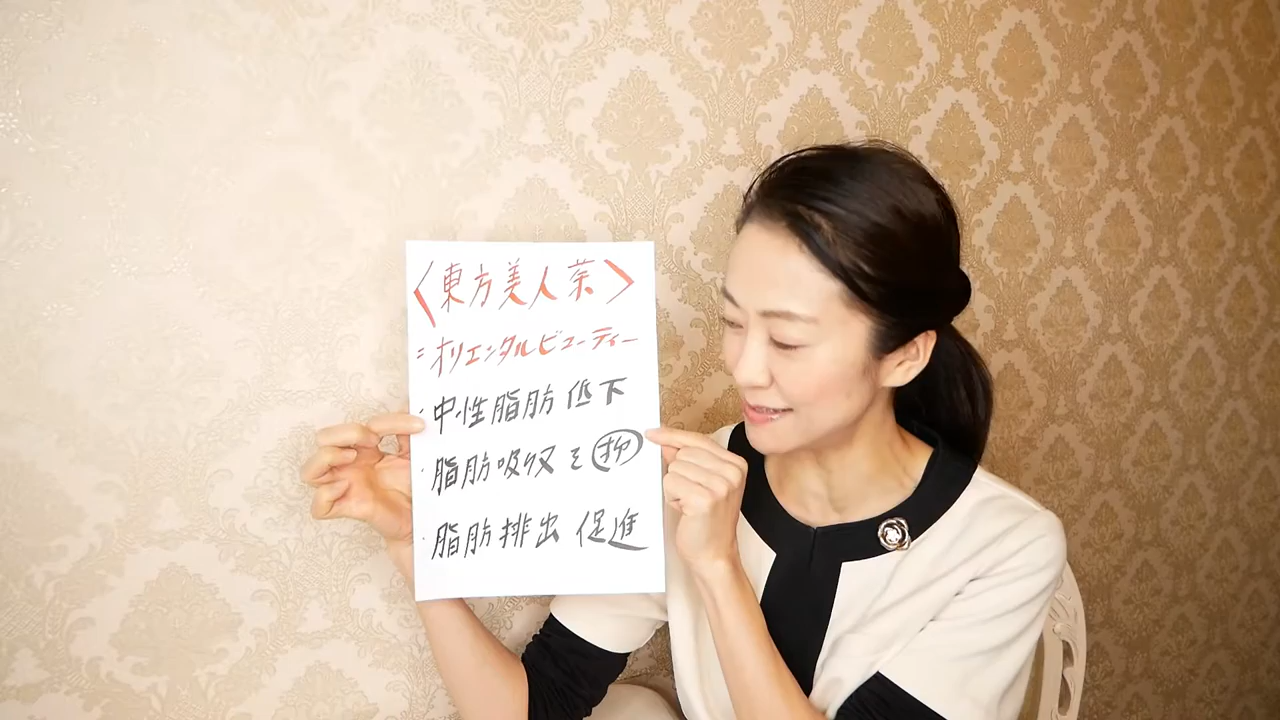 〈東方美人茶〉
=オリエンタルビューティー
・中性脂肪低下
・脂肪吸収を抑
・脂肪排出 促進